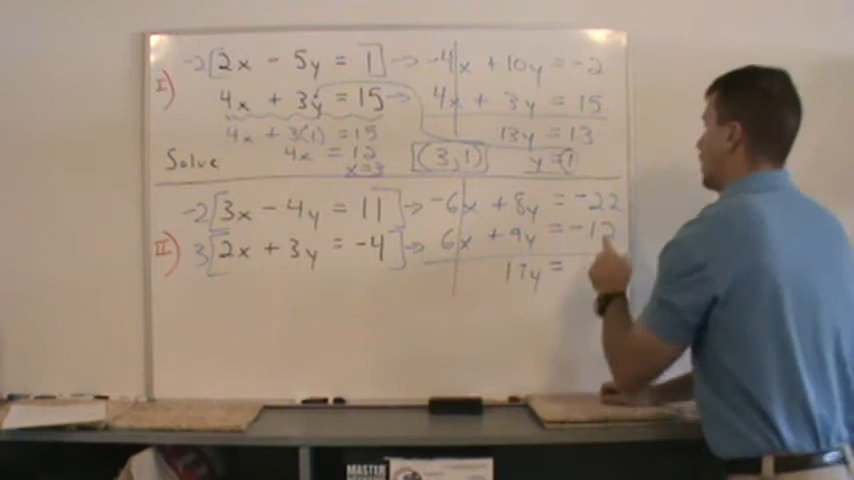 -2[2x - 5y = 1] → -4x + 10y = -2
I) 4x + 3y = 15 → 4x + 3y = 15
4x + 3(1) = 15 13y = 13
Solve 4x = 12 (3,1) y = 1
x = 3
-2[3x - 4y = 11] → -6x + 8y = -22
II) 3[2x + 3y = -4] → 6x + 9y = -12
17y =
MASTER